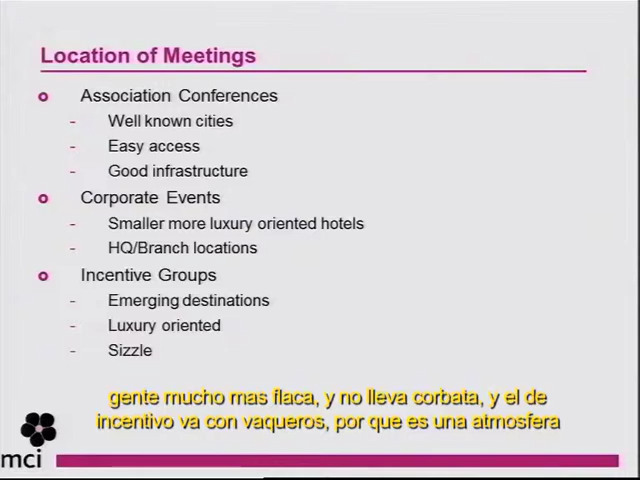 Location of Meetings
Association Conferences
- Well known cities
- Easy access
- Good infrastructure
Corporate Events
- Smaller more luxury oriented hotels
- HQ/Branch locations
Incentive Groups
- Emerging destinations
- Luxury oriented
- Sizzle
gente mucho mas flaca, y no lleva corbata, y el de
incentivo va con vaqueros, por que es una atmosfera
mci